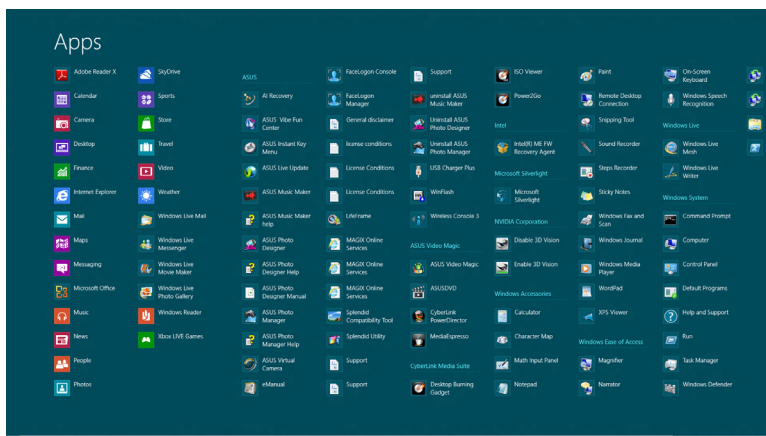 Apps
Adobe Reader X
Calendar
Camera
Desktop
Finance
Internet Explorer
Mail
Maps
Messaging
Microsoft Office
Music
News
People
Photos
SkyDrive
Sports
Store
Travel
Video
Weather
Windows Live Mail
Windows Live
Messenger
Windows Live
Movie Maker
Windows Live
Photo Gallery
Windows Reader
Xbox LIVE Games
ASUS
AI Recovery
ASUS Vibe Fun
Center
ASUS Instant Key
Menu
ASUS Live Update
ASUS Music Maker
ASUS Music Maker
help
ASUS Photo
Designer
ASUS Photo
Designer Help
ASUS Photo
Designer Manual
ASUS Photo
Manager
ASUS Photo
Manager Help
ASUS Virtual
Camera
eManual
FaceLogon Console
FaceLogon
Manager
General disclaimer
license conditions
License Conditions
License Conditions
LifeFrame
MAGIX Online
Services
MAGIX Online
Services
MAGIX Online
Services
Splendid
Compatibility Tool
Splendid Utility
Support
Support
Support
uninstall ASUS
Music Maker
Uninstall ASUS
Photo Designer
Uninstall ASUS
Photo Manager
USB Charger Plus
WinFlash
Wireless Console 3
ASUS Video Magic
ASUS Video Magic
ASUSDVD
CyberLink
PowerDirector
MediaEspresso
CyberLink Media Suite
Desktop Burning
Gadget
ISO Viewer
Power2Go
Intel
Intel(R) ME FW
Recovery Agent
Microsoft Silverlight
Microsoft
Silverlight
NVIDIA Corporation
Disable 3D Vision
Enable 3D Vision
Windows Accessories
Calculator
Character Map
Math Input Panel
Notepad
Paint
Remote Desktop
Connection
Snipping Tool
Sound Recorder
Steps Recorder
Sticky Notes
Windows Fax and
Scan
Windows Journal
Windows Media
Player
WordPad
XPS Viewer
Windows Ease of Access
Magnifier
Narrator
On-Screen
Keyboard
Windows Speech
Recognition
Windows Live
Windows Live
Mesh
Windows Live
Writer
Windows System
Command Prompt
Computer
Control Panel
Default Programs
Help and Support
Run
Task Manager
Windows Defender